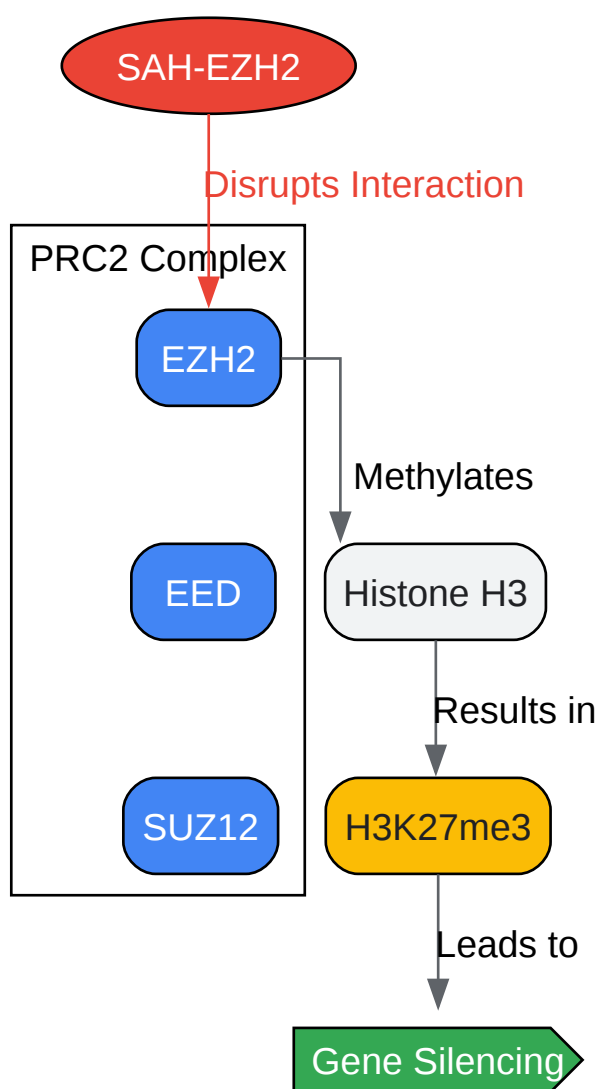 SAH-EZH2
Disrupts Interaction
PRC2 Complex
EZH2
Methylates
EED
Histone H3
Results in
SUZ12
H3K27me3
Leads to
Gene Silencing